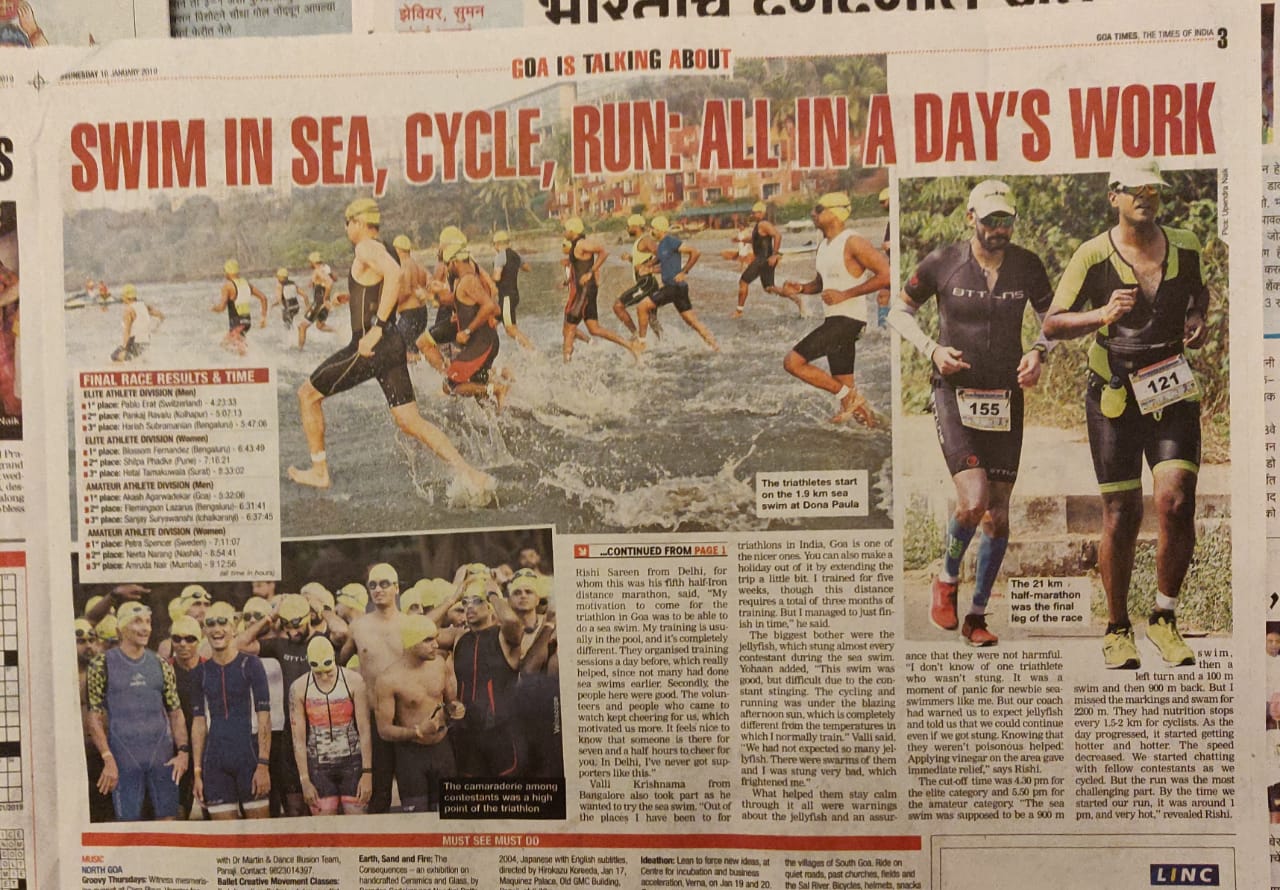 झेवियर, सुमन
GOA TIMES, THE TIMES OF INDIA 3
JANUARY 2019
GOA IS TALKING ABOUT
SWIM IN SEA, CYCLE, RUN: ALL IN A DAY'S WORK
Pics: Upendra Naik
FINAL RACE RESULTS & TIME
ELITE ATHLETE DIVISION (Men)
1st place: Pablo Erat (Switzerland) - 4:23:33
2nd place: Pankaj Ravalu (Kolhapur) - 5:07:13
3rd place: Harish Subromanian (Bengaluru) - 5:47:06
ELITE ATHLETE DIVISION (Women)
1st place: Blossom Fernandez (Bengaluru) - 6:43:49
2nd place: Shilpa Phadke (Pune) - 7:16:21
3rd place: Hetal Tamakuwala (Surat) - 8:33:02
AMATEUR ATHLETE DIVISION (Men)
1st place: Akash Agarwadekar (Goa) - 5:32:06
2nd place: Flemingson Lazarus (Bengaluru) - 6:31:41
3rd place: Sanjay Suryawanshi (Ichalkaranji) - 6:37:45
AMATEUR ATHLETE DIVISION (Women)
1st place: Petra Spencer (Sweden) - 7:11:07
2nd place: Neeta Narang (Nashik) - 8:54:41
3rd place: Amruda Nair (Mumbai) - 9:12:56
(all time in hours)
The triathletes start
on the 1.9 km sea
swim at Dona Paula
BTTLNS
155
121
The 21 km
half-marathon
was the final
leg of the race
The camaraderie among
contestants was a high
point of the triathlon
...CONTINUED FROM PAGE 1
Rishi Sareen from Delhi, for
whom this was his fifth half-Iron
distance marathon, said, "My
motivation to come for the
triathlon in Goa was to be able to
do a sea swim. My training is usu-
ally in the pool, and it's completely
different. They organised training
sessions a day before, which really
helped, since not many had done
sea swims earlier. Secondly, the
people here were good. The volun-
teers and people who came to
watch kept cheering for us, which
motivated us more. It feels nice to
know that someone is there for
seven and a half hours to cheer for
you. In Delhi, I've never got sup-
porters like this."
Valli Krishnama from
Bangalore also took part as he
wanted to try the sea swim. "Out of
the places I have been to for
triathlons in India, Goa is one of
the nicer ones. You can also make a
holiday out of it by extending the
trip a little bit. I trained for five
weeks, though this distance
requires a total of three months of
training. But I managed to just fin-
ish in time," he said.
The biggest bother were the
jellyfish, which stung almost every
contestant during the sea swim.
Yohaan added, "This swim was
good, but difficult due to the con-
stant stinging. The cycling and
running was under the blazing
afternoon sun, which is completely
different from the temperatures in
which I normally train." Valli said,
"We had not expected so many jel-
lyfish. There were swarms of them
and I was stung very bad, which
frightened me."
What helped them stay calm
through it all were warnings
about the jellyfish and an assur-
ance that they were not harmful.
"I don't know of one triathlete
who wasn't stung. It was a
moment of panic for newbie sea-
swimmers like me. But our coach
had warned us to expect jellyfish
and told us that we could continue
even if we got stung. Knowing that
they weren't poisonous helped.
Applying vinegar on the area gave
immediate relief," says Rishi.
The cut-off time was 4.30 pm for
the elite category and 5.50 pm for
the amateur category. "The sea
swim was supposed to be a 900 m
swim,
then a
left turn and a 100 m
swim and then 900 m back. But I
missed the markings and swam for
2200 m. They had nutrition stops
every 1.5-2 km for cyclists. As the
day progressed, it started getting
hotter and hotter. The speed
decreased. We started chatting
with fellow contestants as we
cycled. But the run was the most
challenging part. By the time we
started our run, it was around 1
pm, and very hot," revealed Rishi.
MUST SEE MUST DO
MUSIC
NORTH GOA
Groovy Thursdays: Witness mesmeris-
with Dr Martin & Dance Illusion Team,
Panaji. Contact: 9823014397.
Ballet Creative Movement Classes:
Earth, Sand and Fire; The
Consequences – an exhibition on
handcrafted Ceramics and Glass, by
2004, Japanese with English subtitles,
directed by Hirokazu Koreeda, Jan 17,
Maquinez Palace, Old GMC Building,
Ideathon: Lean to force new ideas, at
Centre for incubation and business
acceleration, Verna, on Jan 19 and 20.
the villages of South Goa. Ride on
quiet roads, past churches, fields and
the Sal River. Bicycles, helmets, snacks
LINC